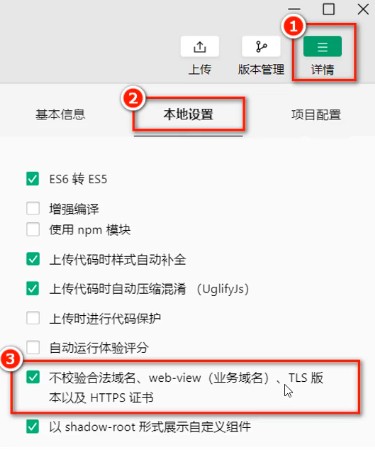 1
上传 版本管理 详情
2
基本信息 本地设置 项目配置
ES6 转 ES5
增强编译
使用 npm 模块
上传代码时样式自动补全
上传代码时自动压缩混淆 （UglifyJs）
上传时进行代码保护
自动运行体验评分
3
不校验合法域名、web-view（业务域名）、TLS 版
本以及 HTTPS 证书
以 shadow-root 形式展示自定义组件